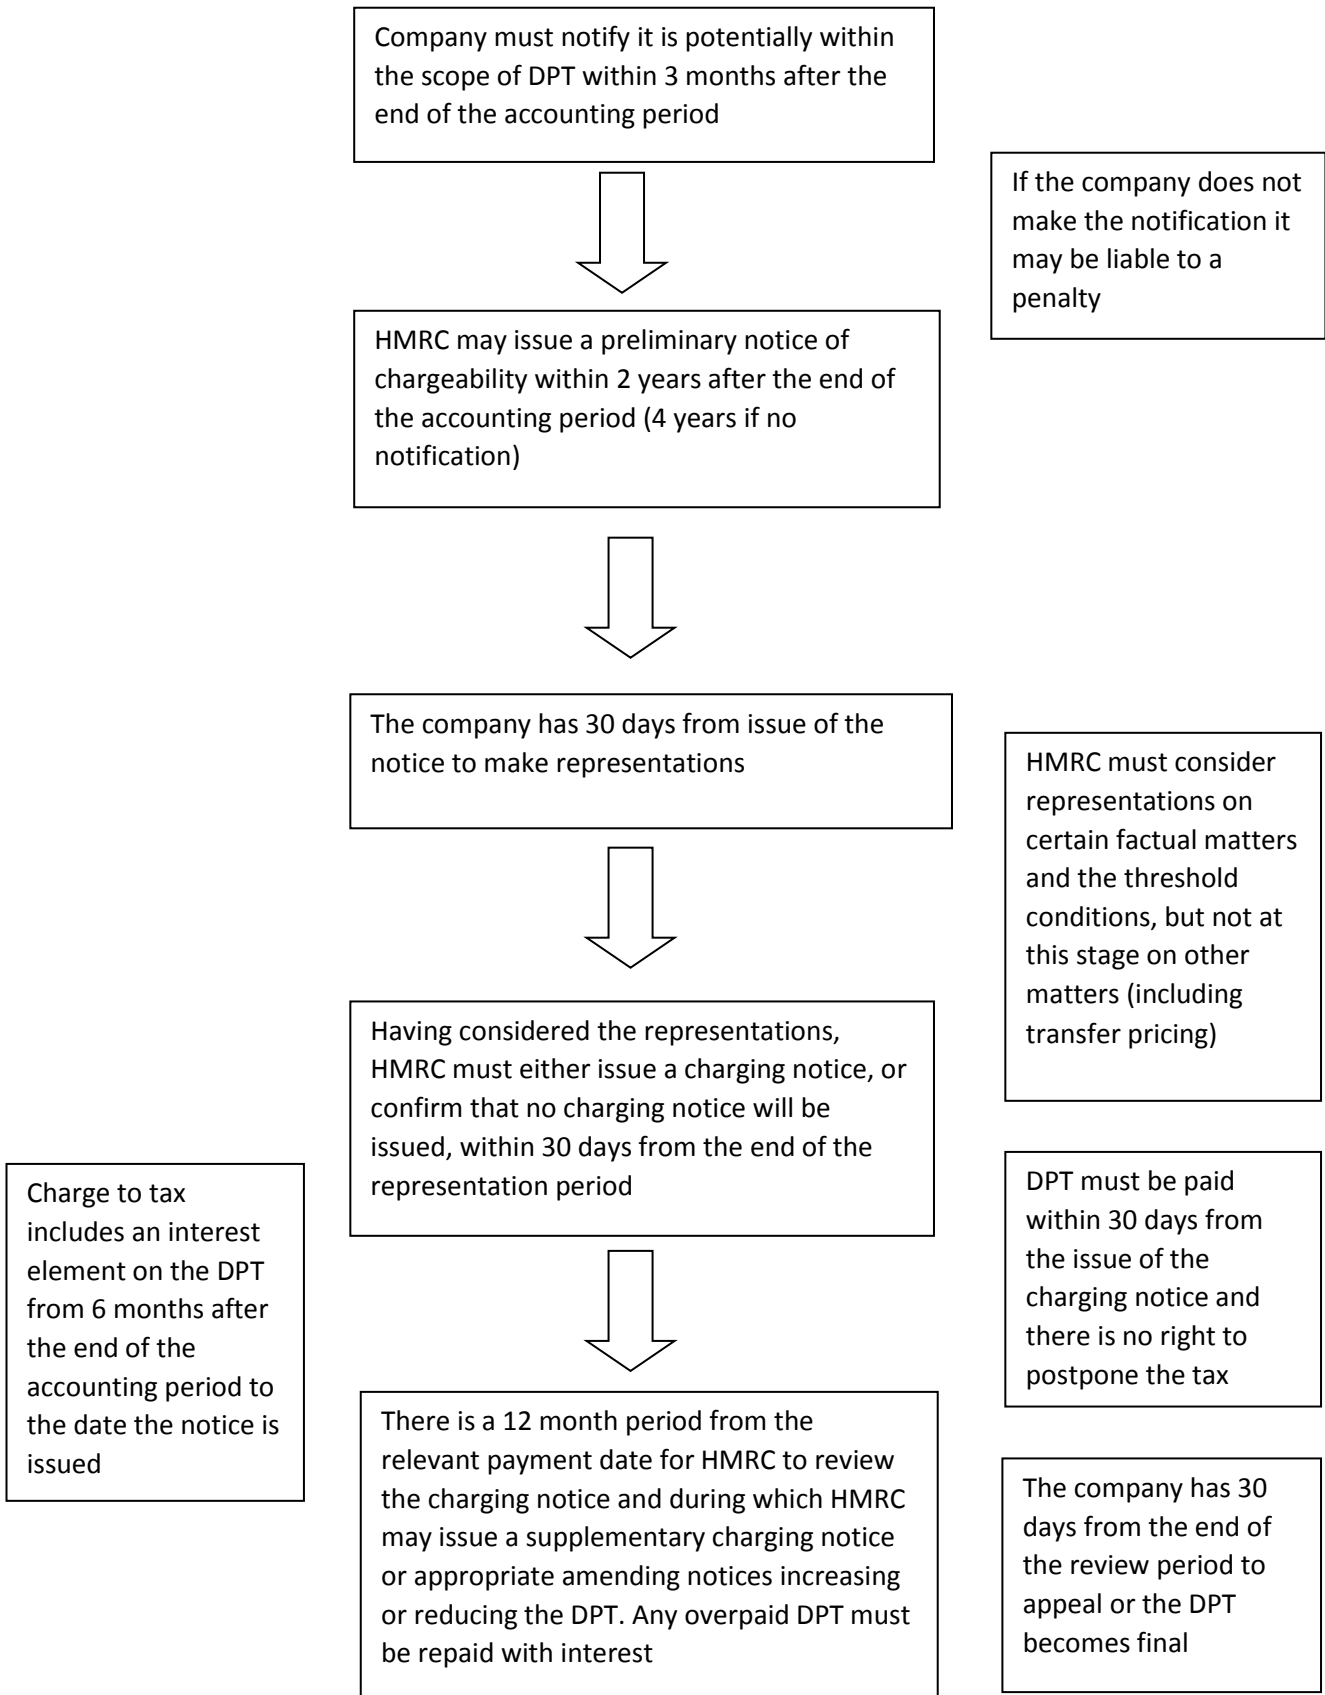 Company must notify it is potentially within
the scope of DPT within 3 months after the
end of the accounting period
If the company does not
make the notification it
may be liable to a
penalty
HMRC may issue a preliminary notice of
chargeability within 2 years after the end of
the accounting period (4 years if no
notification)
The company has 30 days from issue of the
notice to make representations
HMRC must consider
representations on
certain factual matters
and the threshold
conditions, but not at
this stage on other
matters (including
transfer pricing)
Having considered the representations,
HMRC must either issue a charging notice, or
confirm that no charging notice will be
issued, within 30 days from the end of the
representation period
Charge to tax
includes an interest
element on the DPT
from 6 months after
the end of the
accounting period to
the date the notice is
issued
DPT must be paid
within 30 days from
the issue of the
charging notice and
there is no right to
postpone the tax
There is a 12 month period from the
relevant payment date for HMRC to review
the charging notice and during which HMRC
may issue a supplementary charging notice
or appropriate amending notices increasing
or reducing the DPT. Any overpaid DPT must
be repaid with interest
The company has 30
days from the end of
the review period to
appeal or the DPT
becomes final